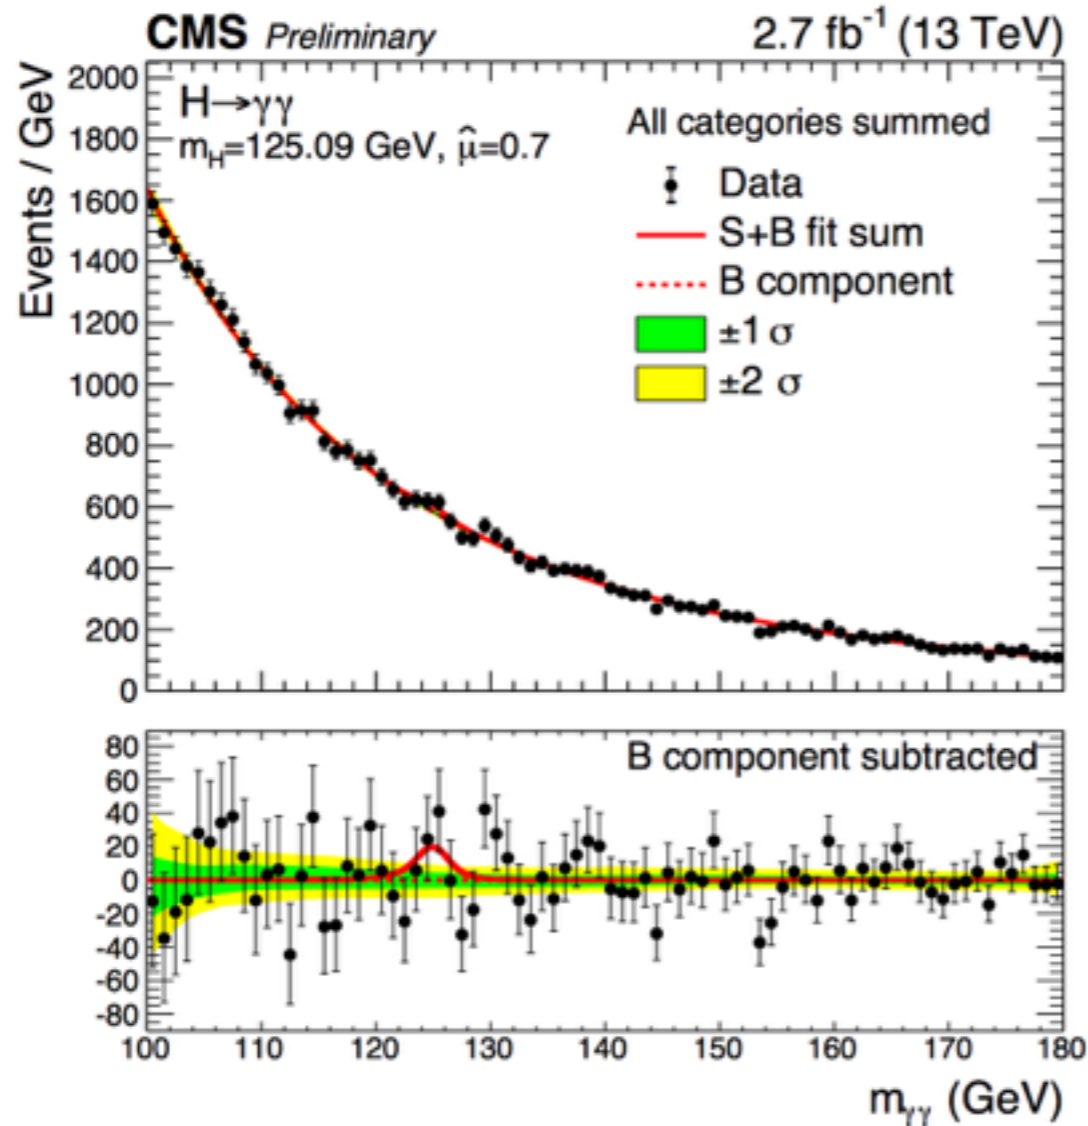 CMS Preliminary 2.7 fb⁻¹ (13 TeV)
Events / GeV
2000
1800
1600
1400
1200
1000
800
600
400
200
0
H→γγ
m_H=125.09 GeV, μ̂=0.7
All categories summed
Data
S+B fit sum
B component
±1 σ
±2 σ
B component subtracted
80
60
40
20
0
-20
-40
-60
-80
100 110 120 130 140 150 160 170 180
m_γγ (GeV)